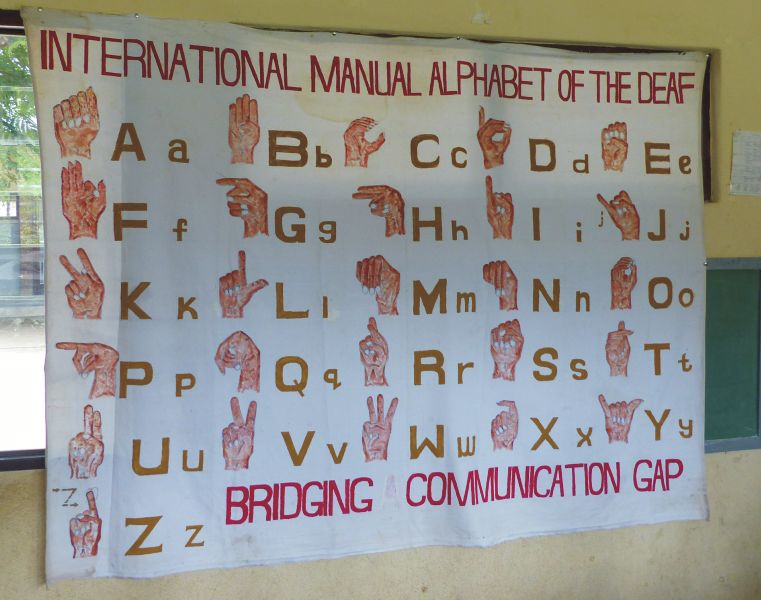 INTERNATIONAL MANUAL ALPHABET OF THE DEAF
A a B b C c D d E e
F f G g H h I i j J j
K k L l M m N n O o
P p Q q R r S s T t
U u V v W w X x Y y
Z
Z z
BRIDGING A COMMUNICATION GAP